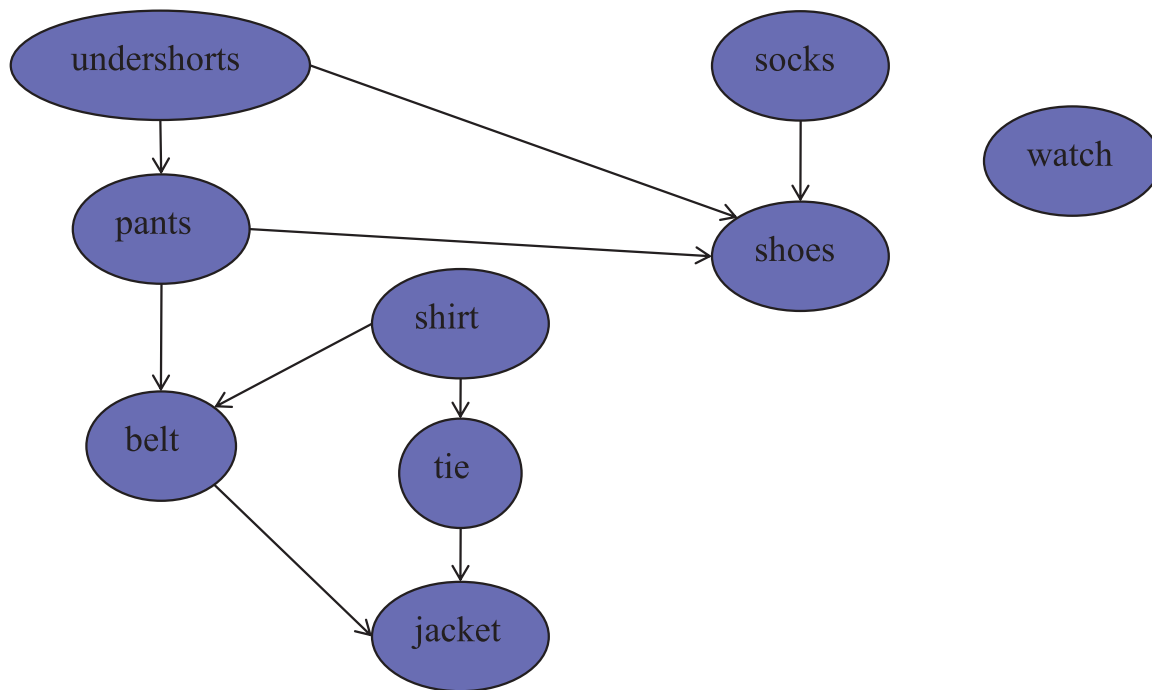 undershorts
socks
watch
pants
shoes
shirt
belt
tie
jacket